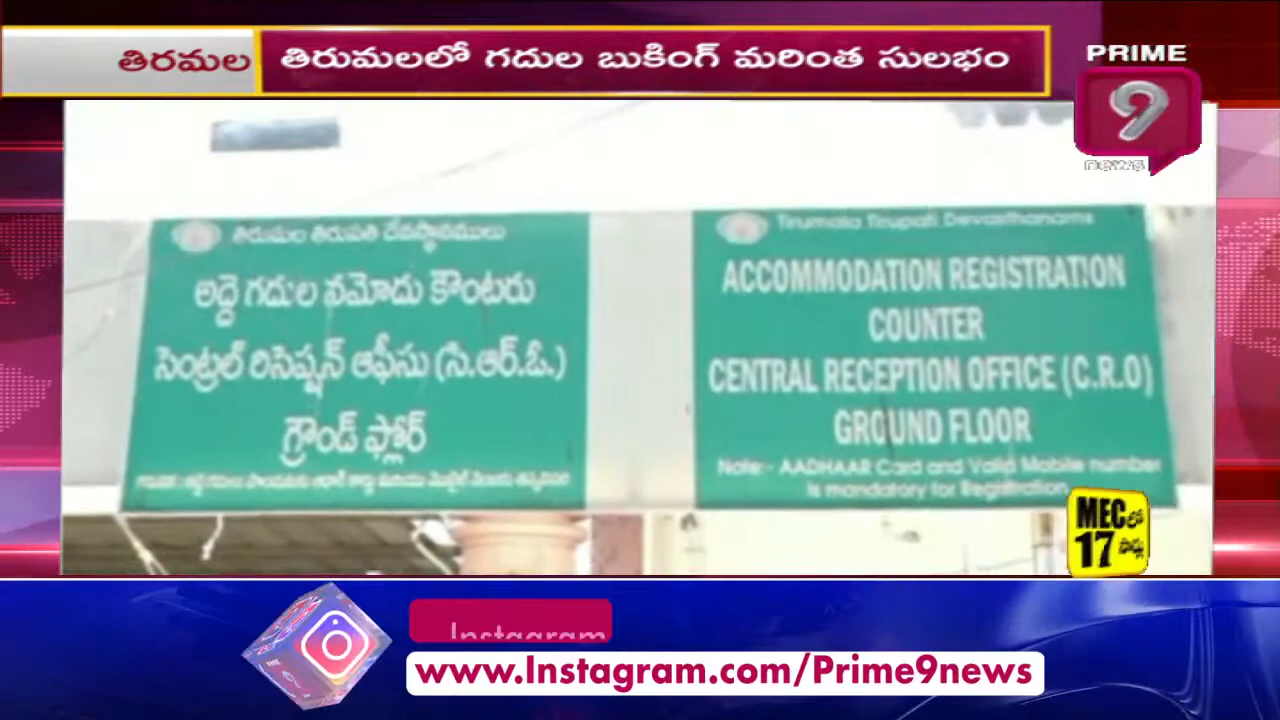 తిరమల
తిరుమలలో గదుల బుకింగ్ మరింత సులభం
PRIME
9
news
తిరుమల తిరుపతి దేవస్థానములు
అద్దె గదుల నమోదు కౌంటరు
సెంట్రల్ రిసెప్షన్ ఆఫీసు (సి.ఆర్.ఓ.)
గ్రౌండ్ ఫ్లోర్
Tirumala Tirupati Devasthanams
ACCOMMODATION REGISTRATION
COUNTER
CENTRAL RECEPTION OFFICE (C.R.O)
GROUND FLOOR
Note:- AADHAAR Card and Valid Mobile number
is mandatory for Registration
MECలో
17
Instagram
www.Instagram.com/Prime9news